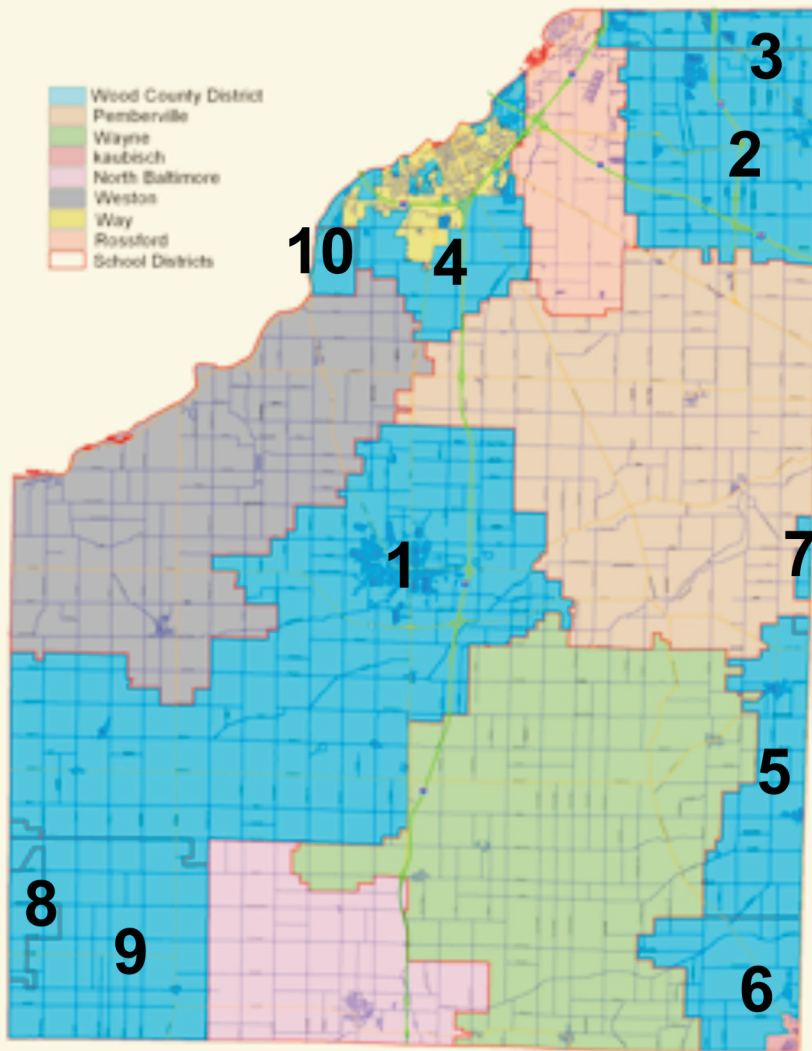 3
2
Wood County District
Pemberville
Wayne
kaubisch
North Baltimore
Weston
Way
Rossford
School Districts
10
4
7
1
5
8
9
6